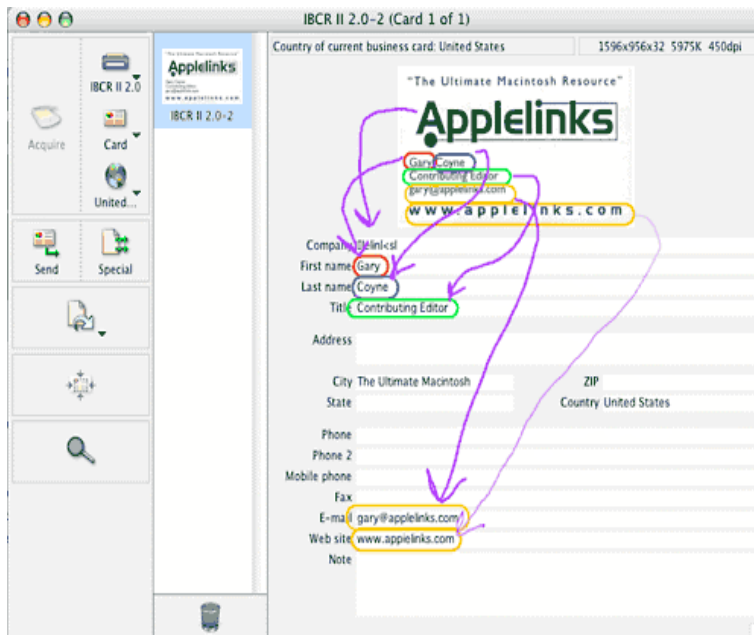 IBCR II 2.0-2 (Card 1 of 1)
Country of current business card: United States
1596x956x32 5975K 450dpi
Acquire
IBCR II 2.0
Card
United...
Send
Special
Applelinks
www.applelinks.com
IBCR II 2.0-2
"The Ultimate Macintosh Resource"
Applelinks
Gary Coyne
Contributing Editor
gary@applelinks.com
www.applelinks.com
Company
First name Gary
Last name Coyne
Title Contributing Editor
Address
City The Ultimate Macintosh
ZIP
State
Country United States
Phone
Phone 2
Mobile phone
Fax
E-mail gary@applelinks.com
Web site www.applelinks.com
Note